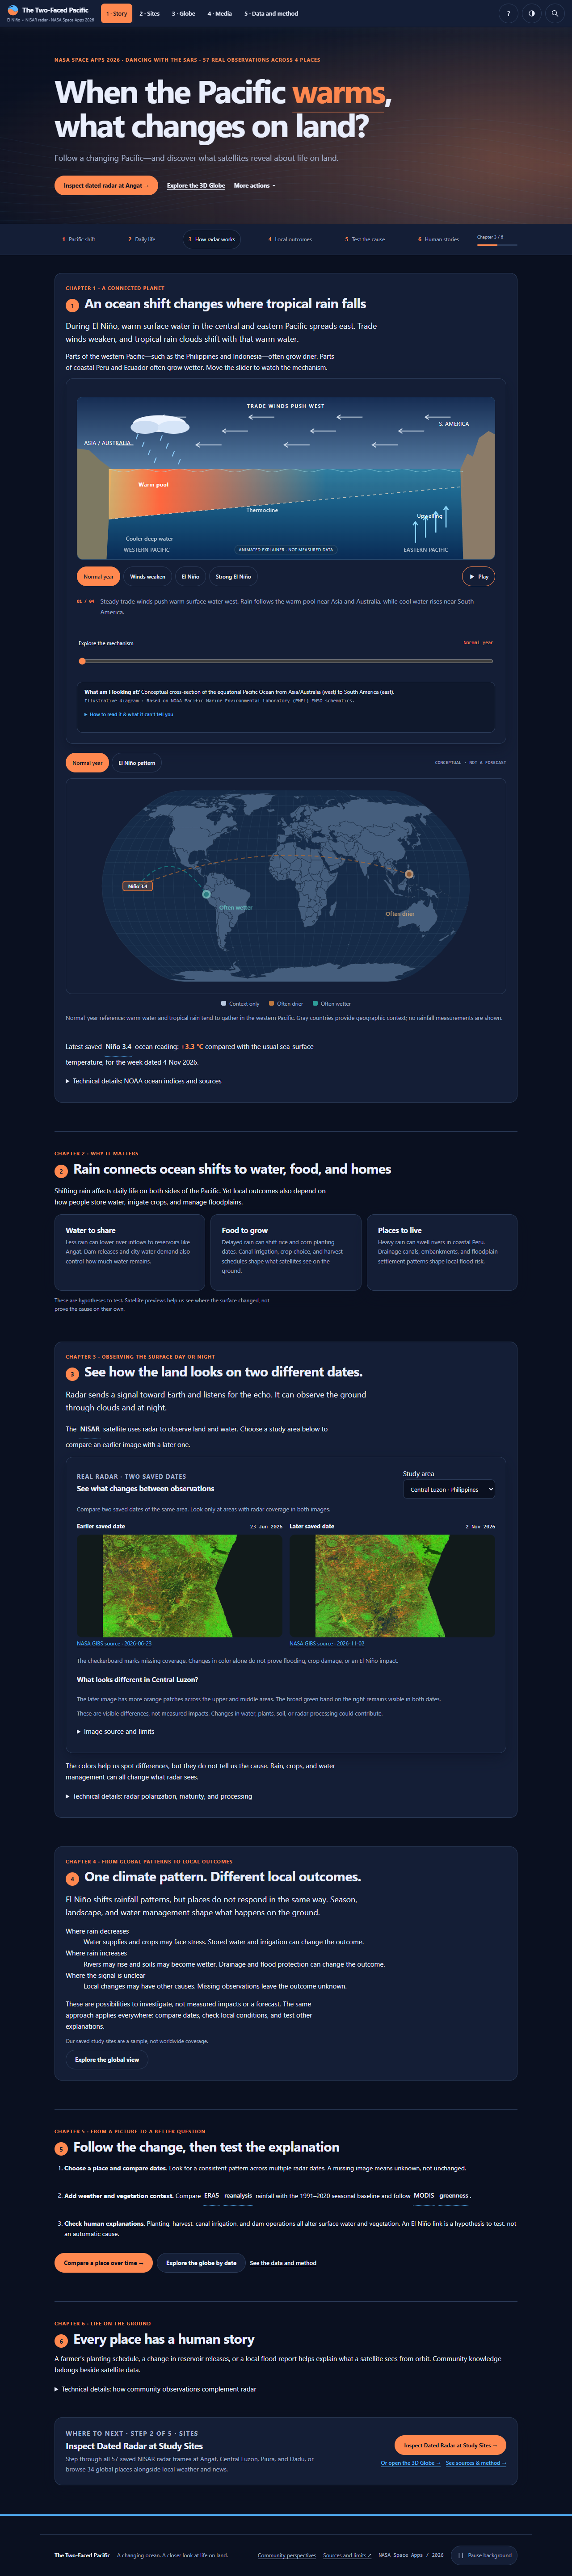 The Two-Faced Pacific
El Niño × NISAR radar · NASA Space Apps 2026
1 · Story
2 · Sites
3 · Globe
4 · Media
5 · Data and method
?
NASA SPACE APPS 2026 · DANCING WITH THE SARS · 57 REAL OBSERVATIONS ACROSS 4 PLACES
When the Pacific warms,
what changes on land?
Follow a changing Pacific—and discover what satellites reveal about life on land.
Inspect dated radar at Angat →
Explore the 3D Globe
More actions
1 Pacific shift
2 Daily life
3 How radar works
4 Local outcomes
5 Test the cause
6 Human stories
Chapter 3 / 6
CHAPTER 1 · A CONNECTED PLANET
1 An ocean shift changes where tropical rain falls
During El Niño, warm surface water in the central and eastern Pacific spreads east. Trade
winds weaken, and tropical rain clouds shift with that warm water.
Parts of the western Pacific—such as the Philippines and Indonesia—often grow drier. Parts
of coastal Peru and Ecuador often grow wetter. Move the slider to watch the mechanism.
TRADE WINDS PUSH WEST
S. AMERICA
ASIA / AUSTRALIA
Warm pool
Thermocline
Upwelling
Cooler deep water
WESTERN PACIFIC
ANIMATED EXPLAINER · NOT MEASURED DATA
EASTERN PACIFIC
Normal year
Winds weaken
El Niño
Strong El Niño
Play
01 / 04
Steady trade winds push warm surface water west. Rain follows the warm pool near Asia and Australia, while cool water rises near South
America.
Explore the mechanism
Normal year
What am I looking at? Conceptual cross-section of the equatorial Pacific Ocean from Asia/Australia (west) to South America (east).
Illustrative diagram · Based on NOAA Pacific Marine Environmental Laboratory (PMEL) ENSO schematics.
How to read it & what it can't tell you
Normal year
El Niño pattern
CONCEPTUAL · NOT A FORECAST
Niño 3.4
Often wetter
Often drier
Context only
Often drier
Often wetter
Normal-year reference: warm water and tropical rain tend to gather in the western Pacific. Gray countries provide geographic context; no rainfall measurements are shown.
Latest saved Niño 3.4 ocean reading: +3.3 °C compared with the usual sea-surface
temperature, for the week dated 4 Nov 2026.
Technical details: NOAA ocean indices and sources
CHAPTER 2 · WHY IT MATTERS
2 Rain connects ocean shifts to water, food, and homes
Shifting rain affects daily life on both sides of the Pacific. Yet local outcomes also depend on
how people store water, irrigate crops, and manage floodplains.
Water to share
Less rain can lower river inflows to reservoirs like
Angat. Dam releases and city water demand also
control how much water remains.
Food to grow
Delayed rain can shift rice and corn planting
dates. Canal irrigation, crop choice, and harvest
schedules shape what satellites see on the
ground.
Places to live
Heavy rain can swell rivers in coastal Peru.
Drainage canals, embankments, and floodplain
settlement patterns shape local flood risk.
These are hypotheses to test. Satellite previews help us see where the surface changed, not
prove the cause on their own.
CHAPTER 3 · OBSERVING THE SURFACE DAY OR NIGHT
3 See how the land looks on two different dates.
Radar sends a signal toward Earth and listens for the echo. It can observe the ground
through clouds and at night.
The NISAR satellite uses radar to observe land and water. Choose a study area below to
compare an earlier image with a later one.
REAL RADAR · TWO SAVED DATES
See what changes between observations
Study area
Central Luzon · Philippines
Compare two saved dates of the same area. Look only at areas with radar coverage in both images.
Earlier saved date
23 Jun 2026
Later saved date
2 Nov 2026
NASA GIBS source · 2026-06-23
NASA GIBS source · 2026-11-02
The checkerboard marks missing coverage. Changes in color alone do not prove flooding, crop damage, or an El Niño impact.
What looks different in Central Luzon?
The later image has more orange patches across the upper and middle areas. The broad green band on the right remains visible in both dates.
These are visible differences, not measured impacts. Changes in water, plants, soil, or radar processing could contribute.
Image source and limits
The colors help us spot differences, but they do not tell us the cause. Rain, crops, and water
management can all change what radar sees.
Technical details: radar polarization, maturity, and processing
CHAPTER 4 · FROM GLOBAL PATTERNS TO LOCAL OUTCOMES
4 One climate pattern. Different local outcomes.
El Niño shifts rainfall patterns, but places do not respond in the same way. Season,
landscape, and water management shape what happens on the ground.
Where rain decreases
Water supplies and crops may face stress. Stored water and irrigation can change the outcome.
Where rain increases
Rivers may rise and soils may become wetter. Drainage and flood protection can change the outcome.
Where the signal is unclear
Local changes may have other causes. Missing observations leave the outcome unknown.
These are possibilities to investigate, not measured impacts or a forecast. The same
approach applies everywhere: compare dates, check local conditions, and test other
explanations.
Our saved study sites are a sample, not worldwide coverage.
Explore the global view
CHAPTER 5 · FROM A PICTURE TO A BETTER QUESTION
5 Follow the change, then test the explanation
1. Choose a place and compare dates. Look for a consistent pattern across multiple radar dates. A missing image means unknown, not unchanged.
2. Add weather and vegetation context. Compare ERA5 reanalysis rainfall with the 1991–2020 seasonal baseline and follow MODIS greenness.
3. Check human explanations. Planting, harvest, canal irrigation, and dam operations all alter surface water and vegetation. An El Niño link is a hypothesis to test, not
an automatic cause.
Compare a place over time →
Explore the globe by date
See the data and method
CHAPTER 6 · LIFE ON THE GROUND
6 Every place has a human story
A farmer's planting schedule, a change in reservoir releases, or a local flood report helps explain what a satellite sees from orbit. Community knowledge
belongs beside satellite data.
Technical details: how community observations complement radar
WHERE TO NEXT · STEP 2 OF 5 · SITES
Inspect Dated Radar at Study Sites
Step through all 57 saved NISAR radar frames at Angat, Central Luzon, Piura, and Dadu, or
browse 34 global places alongside local weather and news.
Inspect Dated Radar at Study Sites →
Or open the 3D Globe →
See sources & method →
The Two-Faced Pacific
A changing ocean. A closer look at life on land.
Community perspectives
Sources and limits ↗
NASA Space Apps / 2026
Pause background